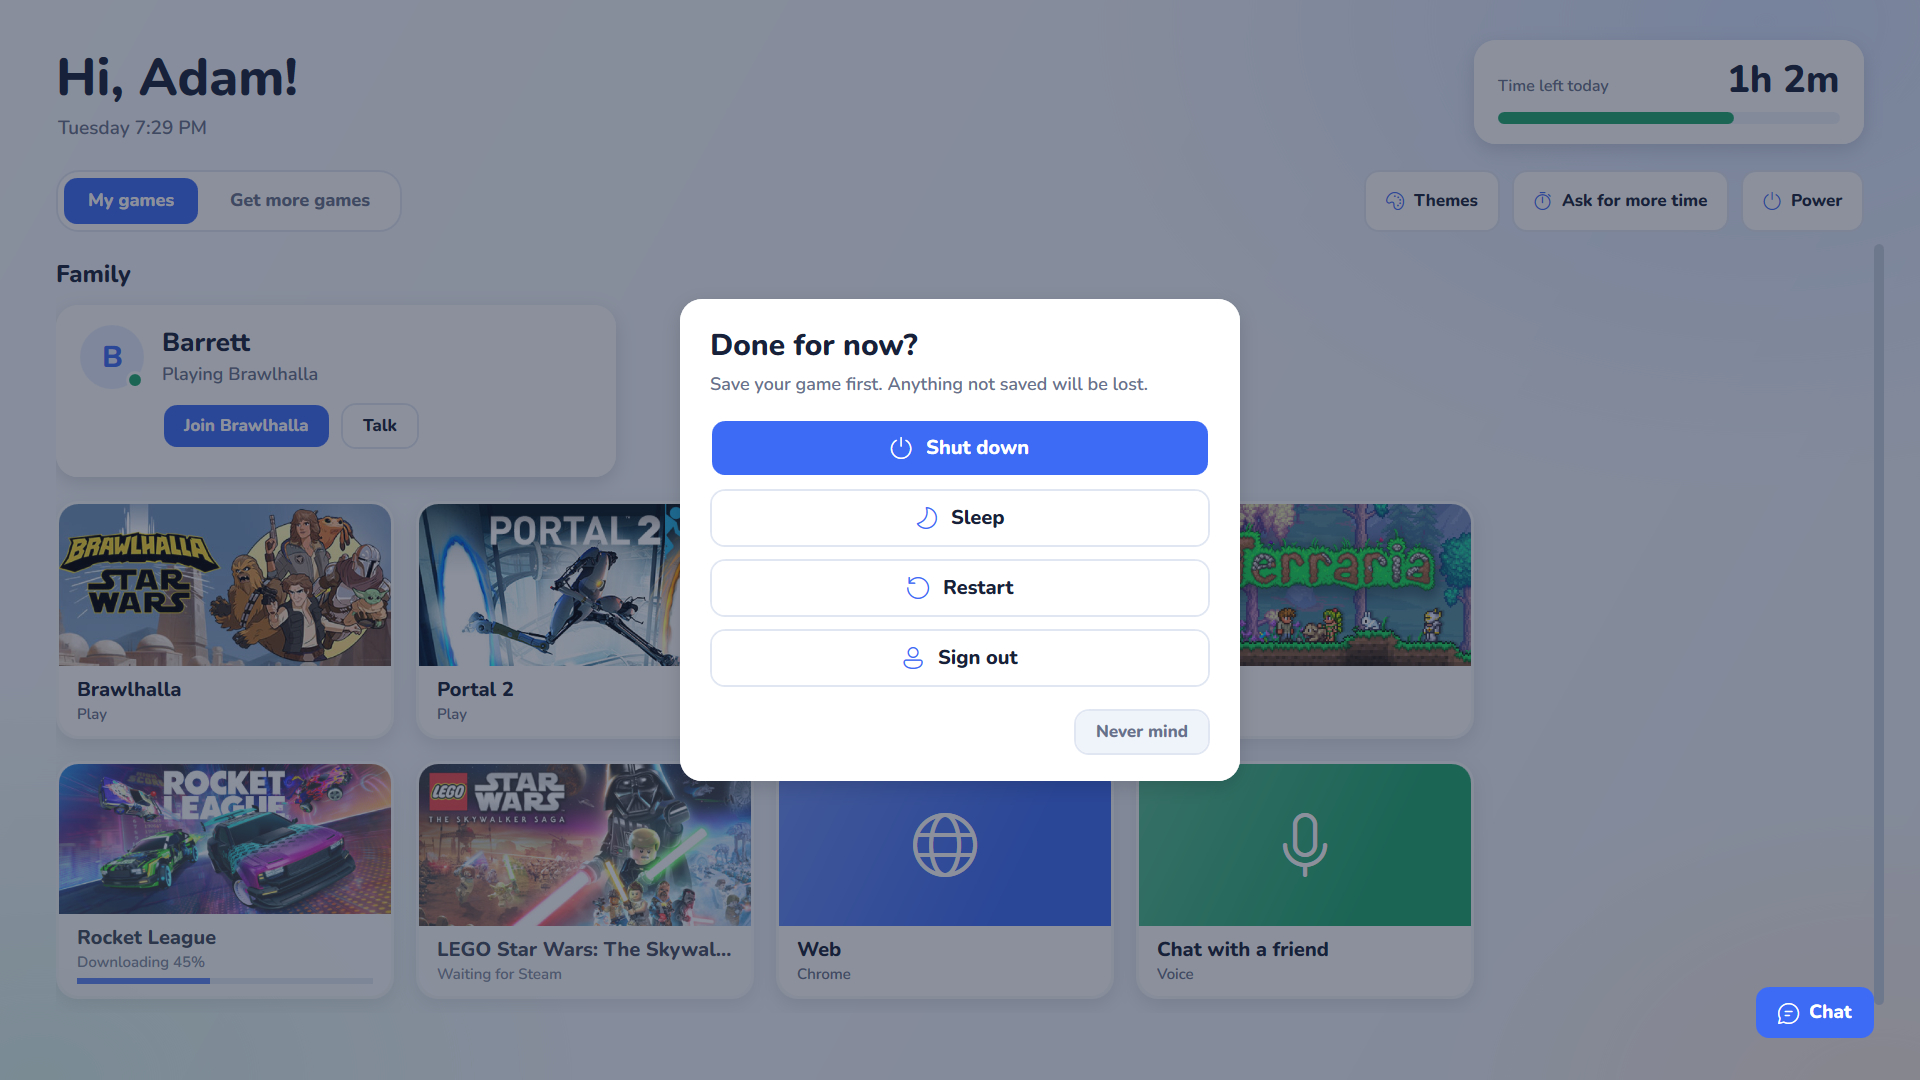 Hi, Adam!
Tuesday 7:29 PM
Time left today
1h 2m
My games
Get more games
Themes
Ask for more time
Power
Family
B
Barrett
Playing Brawlhalla
Join Brawlhalla
Talk
Done for now?
Save your game first. Anything not saved will be lost.
Shut down
Sleep
Restart
Sign out
Never mind
BRAWLHALLA
STAR
WARS
Brawlhalla
Play
PORTAL 2
Portal 2
Play
Terraria
ROCKET
LEAGUE
Rocket League
Downloading 45%
LEGO
STAR
WARS
THE SKYWALKER SAGA
LEGO Star Wars: The Skywal...
Waiting for Steam
Web
Chrome
Chat with a friend
Voice
Chat